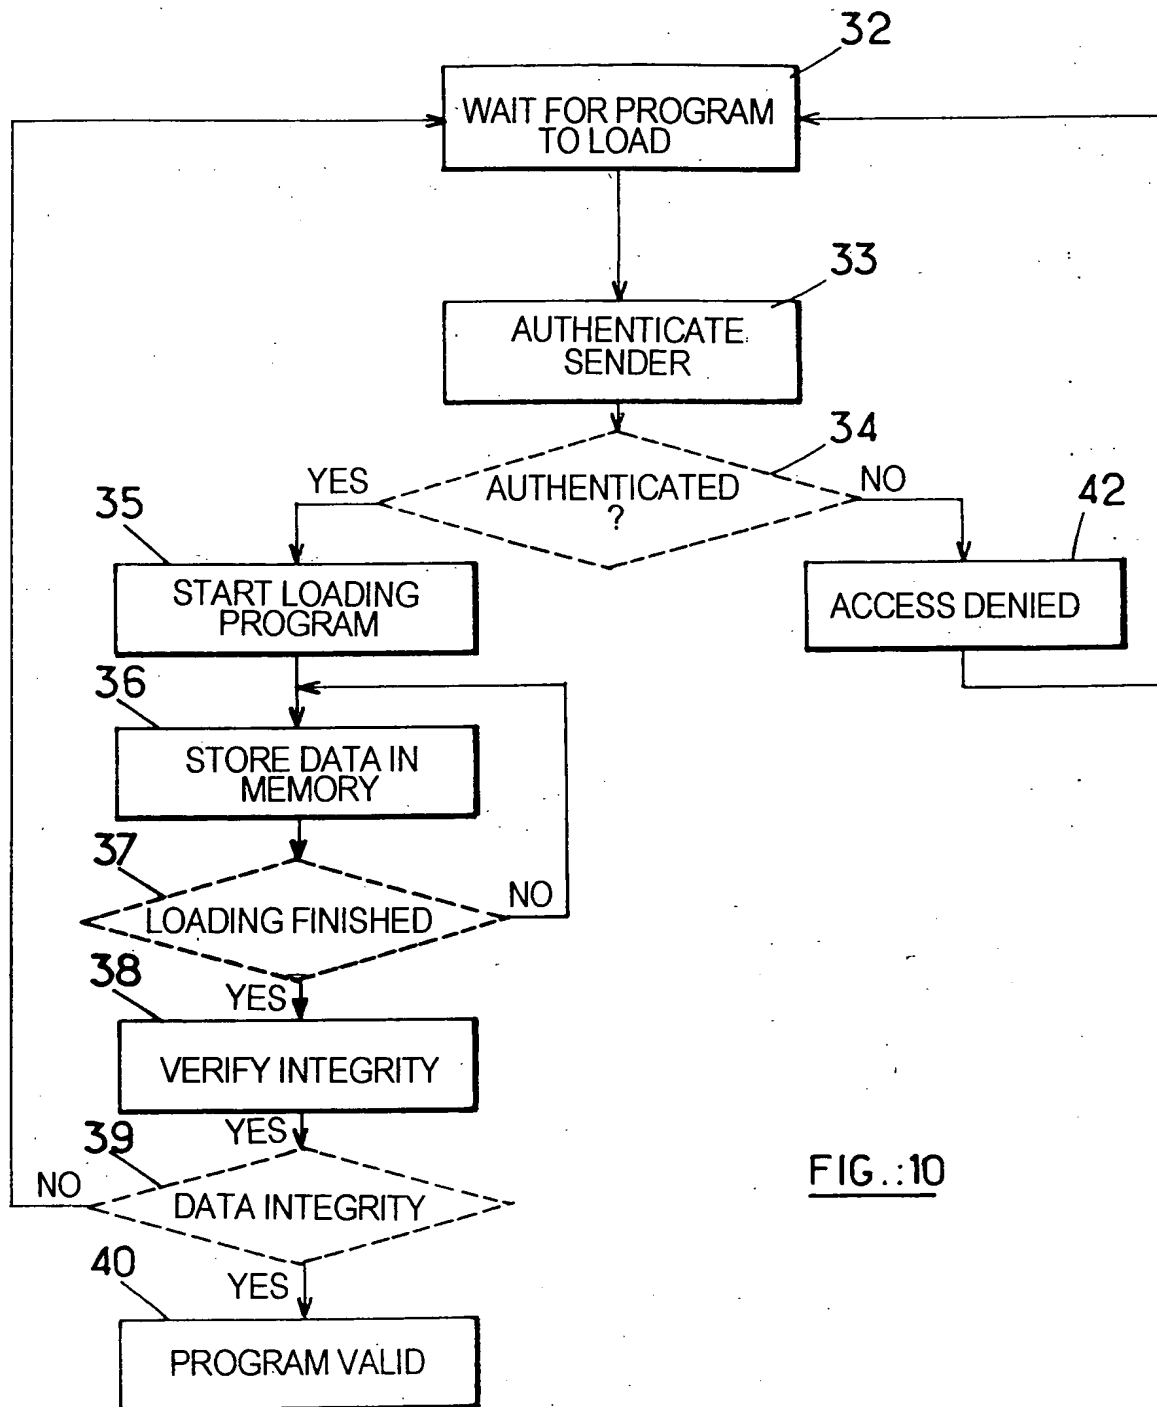 32
WAIT FOR PROGRAM
TO LOAD
33
AUTHENTICATE
SENDER
34
YES
AUTHENTICATED
?
NO
35
42
START LOADING
PROGRAM
ACCESS DENIED
36
STORE DATA IN
MEMORY
37
LOADING FINISHED
NO
38
YES
VERIFY INTEGRITY
YES
39
NO
DATA INTEGRITY
FIG.:10
40
YES
PROGRAM VALID